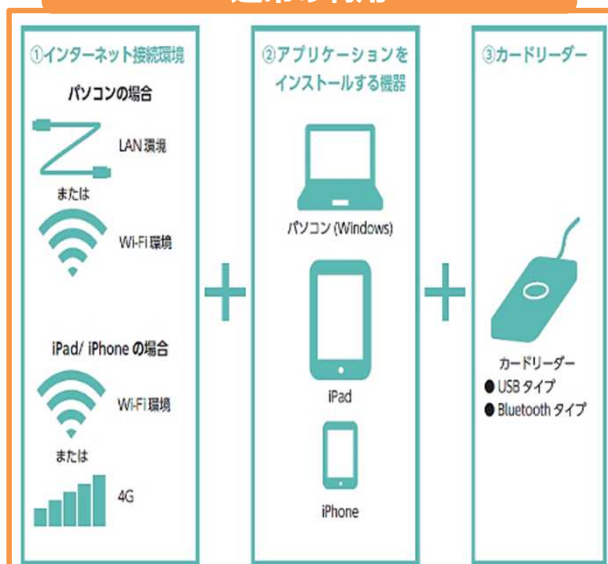 ①インターネット接続環境
パソコンの場合
LAN 環境
または
Wi-Fi 環境
iPad/ iPhone の場合
Wi-Fi 環境
または
4G
+
②アプリケーションを
インストールする機器
パソコン (Windows)
iPad
iPhone
+
③カードリーダー
カードリーダー
● USB タイプ
● Bluetooth タイプ